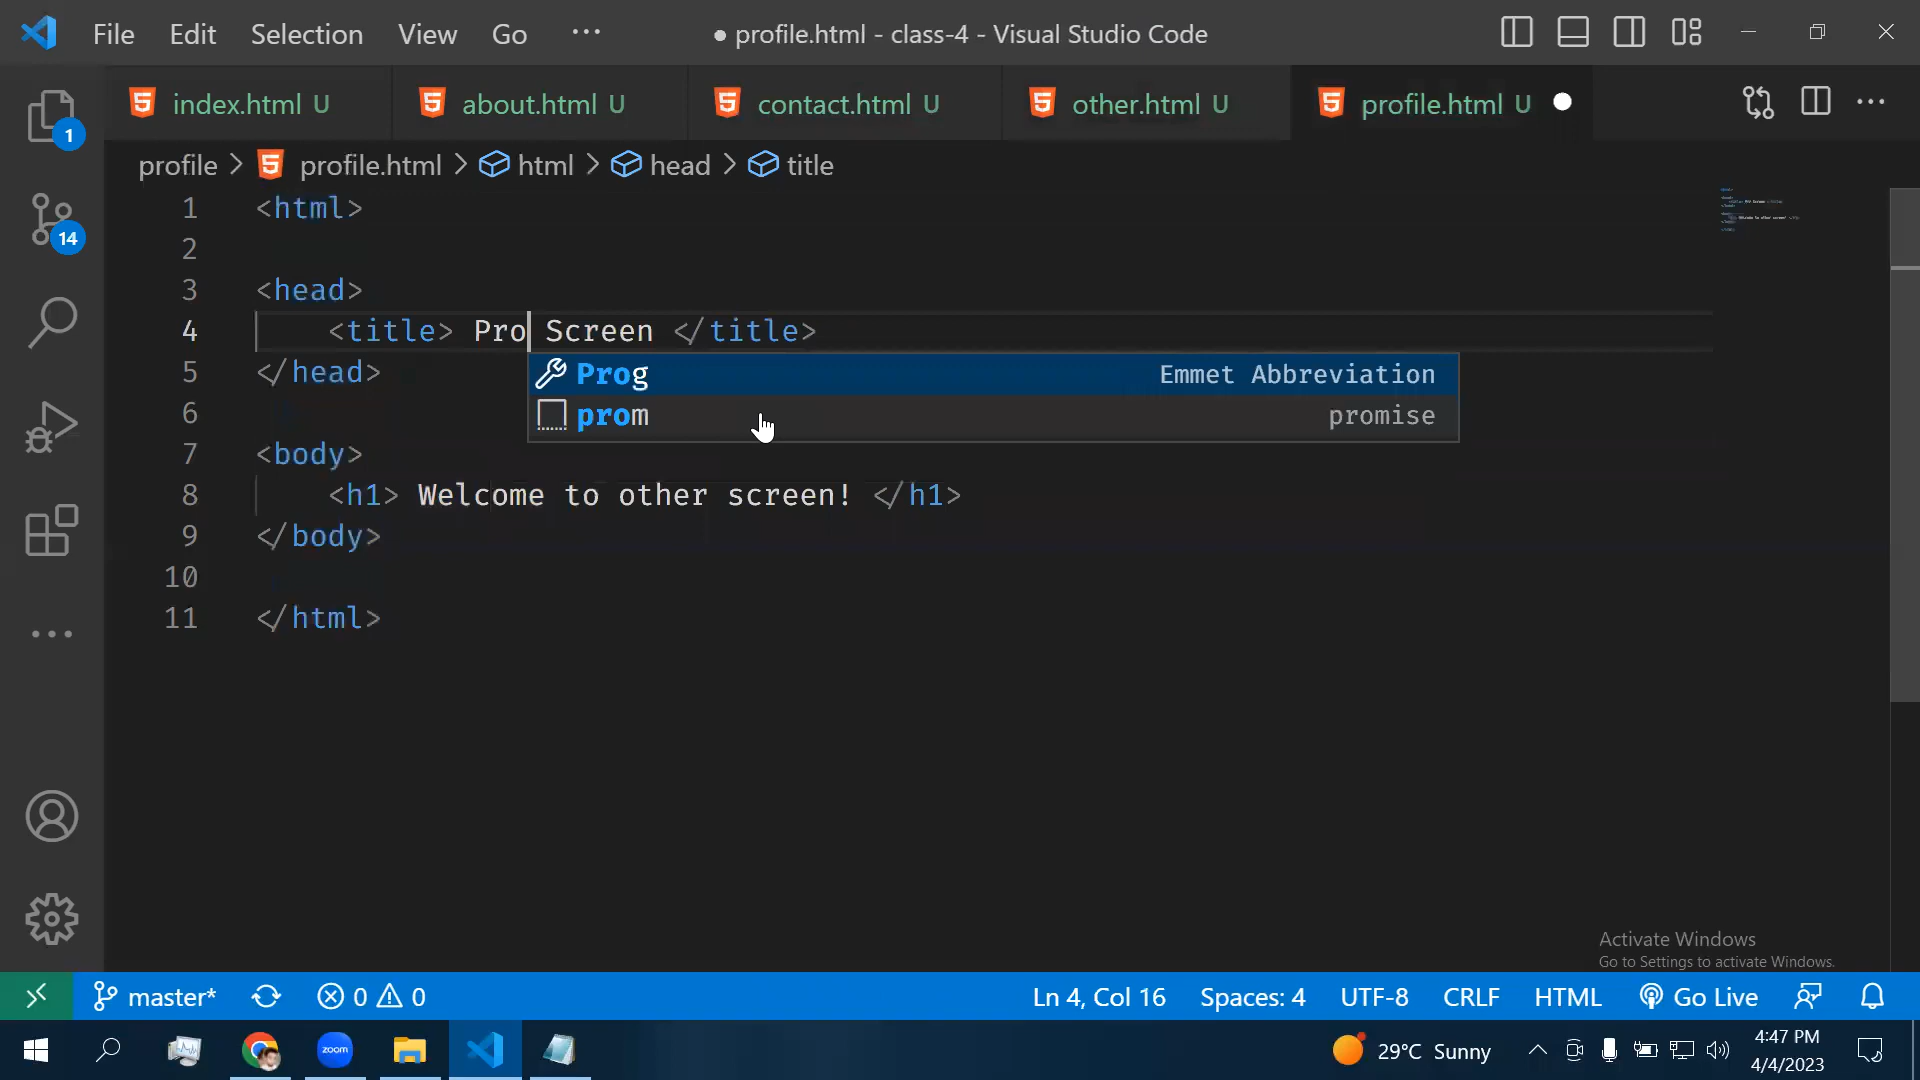 File Edit Selection View Go ··· ● profile.html - class-4 - Visual Studio Code
index.html U about.html U contact.html U other.html U profile.html U
profile > profile.html > html > head > title
1 <html>
2
3 <head>
4 <title> Pro Screen </title>
5 </head>
Prog Emmet Abbreviation
6
prom promise
7 <body>
8 <h1> Welcome to other screen! </h1>
9 </body>
10
11 </html>
1
14
Activate Windows
Go to Settings to activate Windows.
master* 0 0 Ln 4, Col 16 Spaces: 4 UTF-8 CRLF HTML Go Live
zoom 29°C Sunny 4:47 PM
4/4/2023